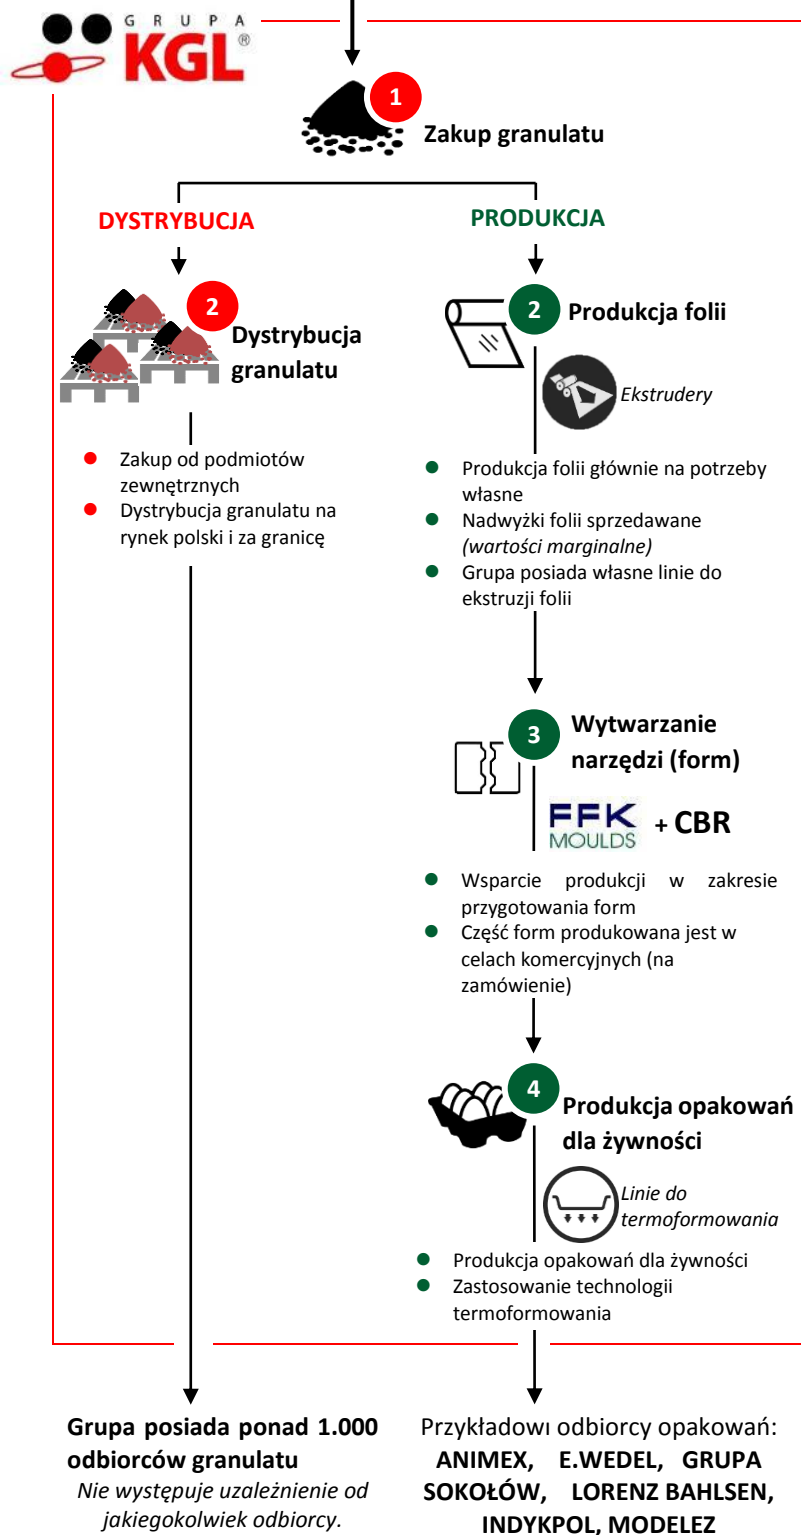 GRUPA
KGL®
1
Zakup granulatu
DYSTRYBUCJA
PRODUKCJA
2
Dystrybucja
granulatu
● Zakup od podmiotów
zewnętrznych
● Dystrybucja granulatu na
rynek polski i za granicę
2
Produkcja folii
Ekstrudery
● Produkcja folii głównie na potrzeby
własne
● Nadwyżki folii sprzedawane
(wartości marginalne)
● Grupa posiada własne linie do
ekstruzji folii
3
Wytwarzanie
narzędzi (form)
FFK
MOULDS
+ CBR
● Wsparcie produkcji w zakresie
przygotowania form
● Część form produkowana jest w
celach komercyjnych (na
zamówienie)
4
Produkcja opakowań
dla żywności
Linie do
termoformowania
● Produkcja opakowań dla żywności
● Zastosowanie technologii
termoformowania
Grupa posiada ponad 1.000
odbiorców granulatu
Nie występuje uzależnienie od
jakiegokolwiek odbiorcy.
Przykładowi odbiorcy opakowań:
ANIMEX, E.WEDEL, GRUPA
SOKOŁÓW, LORENZ BAHLSEN,
INDYKPOL, MODELEZ